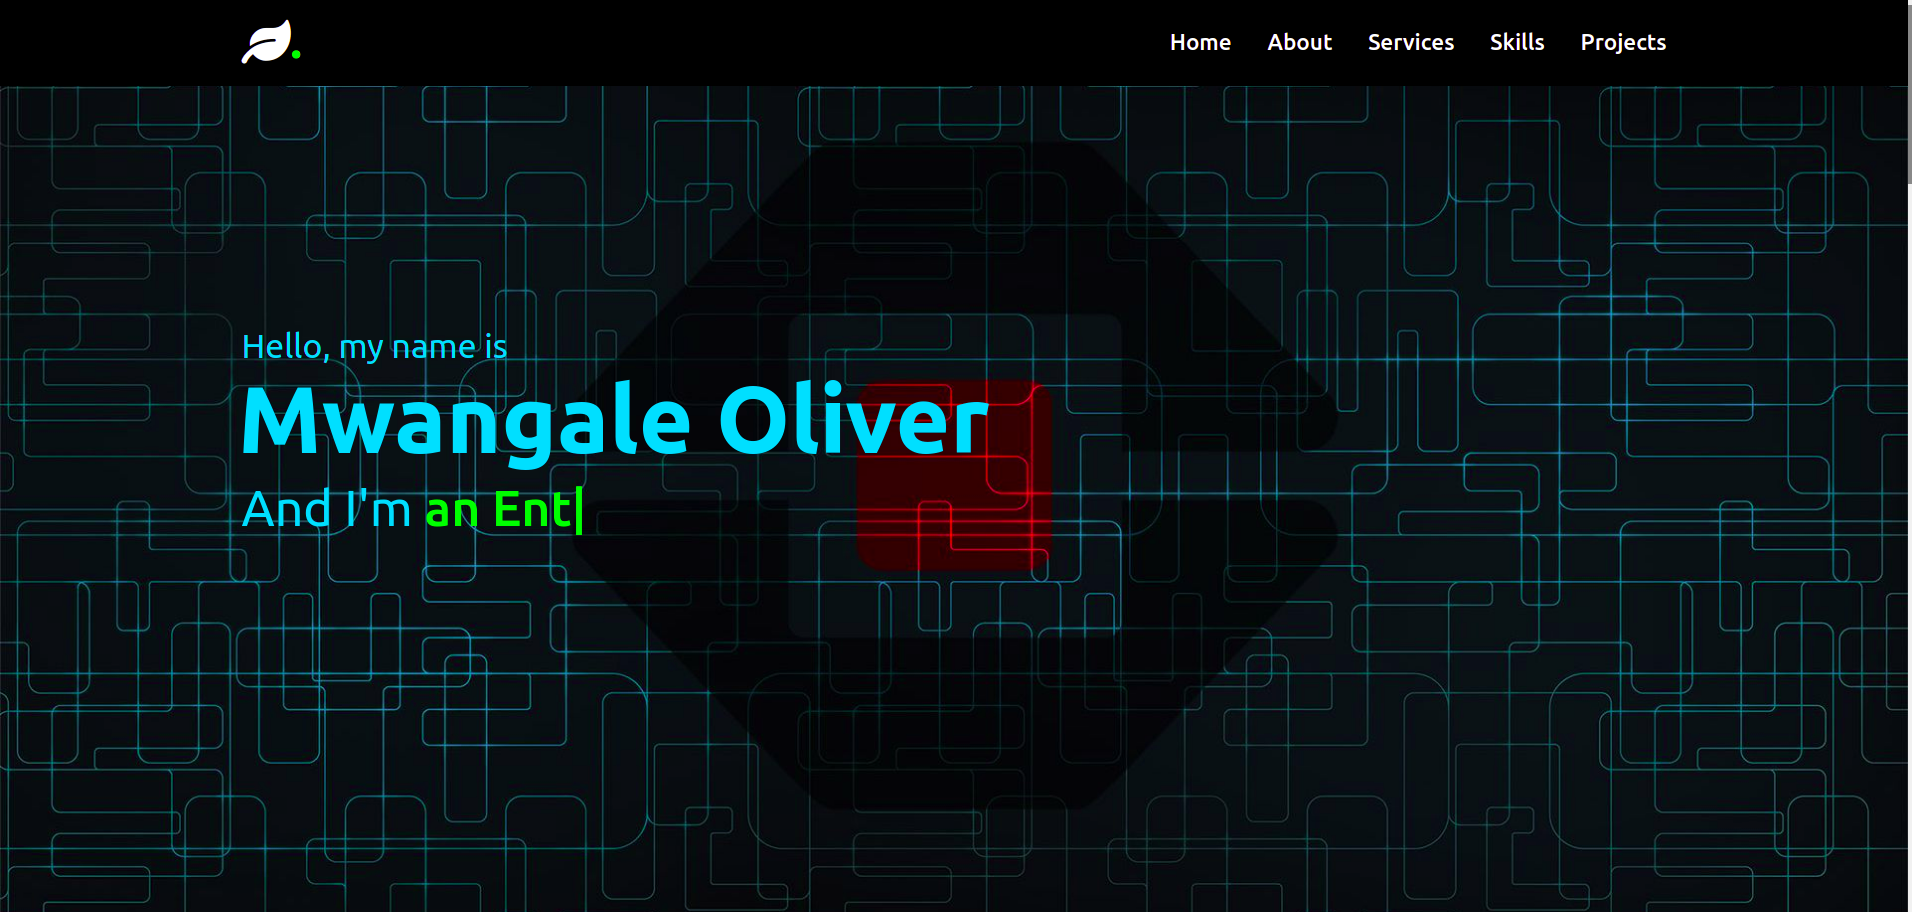 Home About Services Skills Projects
Hello, my name is
Mwangale Oliver
And I'm an Ent|